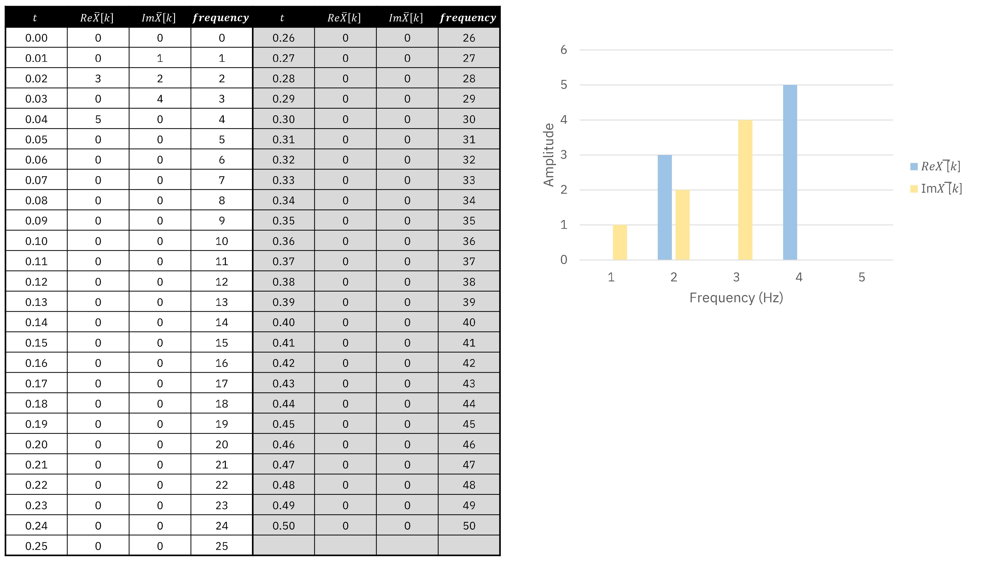 t ReX̄[k] ImX̄[k] frequency t ReX̄[k] ImX̄[k] frequency
0.00 0 0 0 0.26 0 0 26
0.01 0 1 1 0.27 0 0 27
0.02 3 2 2 0.28 0 0 28
0.03 0 4 3 0.29 0 0 29
0.04 5 0 4 0.30 0 0 30
0.05 0 0 5 0.31 0 0 31
0.06 0 0 6 0.32 0 0 32
0.07 0 0 7 0.33 0 0 33
0.08 0 0 8 0.34 0 0 34
0.09 0 0 9 0.35 0 0 35
0.10 0 0 10 0.36 0 0 36
0.11 0 0 11 0.37 0 0 37
0.12 0 0 12 0.38 0 0 38
0.13 0 0 13 0.39 0 0 39
0.14 0 0 14 0.40 0 0 40
0.15 0 0 15 0.41 0 0 41
0.16 0 0 16 0.42 0 0 42
0.17 0 0 17 0.43 0 0 43
0.18 0 0 18 0.44 0 0 44
0.19 0 0 19 0.45 0 0 45
0.20 0 0 20 0.46 0 0 46
0.21 0 0 21 0.47 0 0 47
0.22 0 0 22 0.48 0 0 48
0.23 0 0 23 0.49 0 0 49
0.24 0 0 24 0.50 0 0 50
0.25 0 0 25
6
5
4
3
2
1
0
Amplitude
1 2 3 4 5
Frequency (Hz)
ReX̅[k]
ImX̅[k]